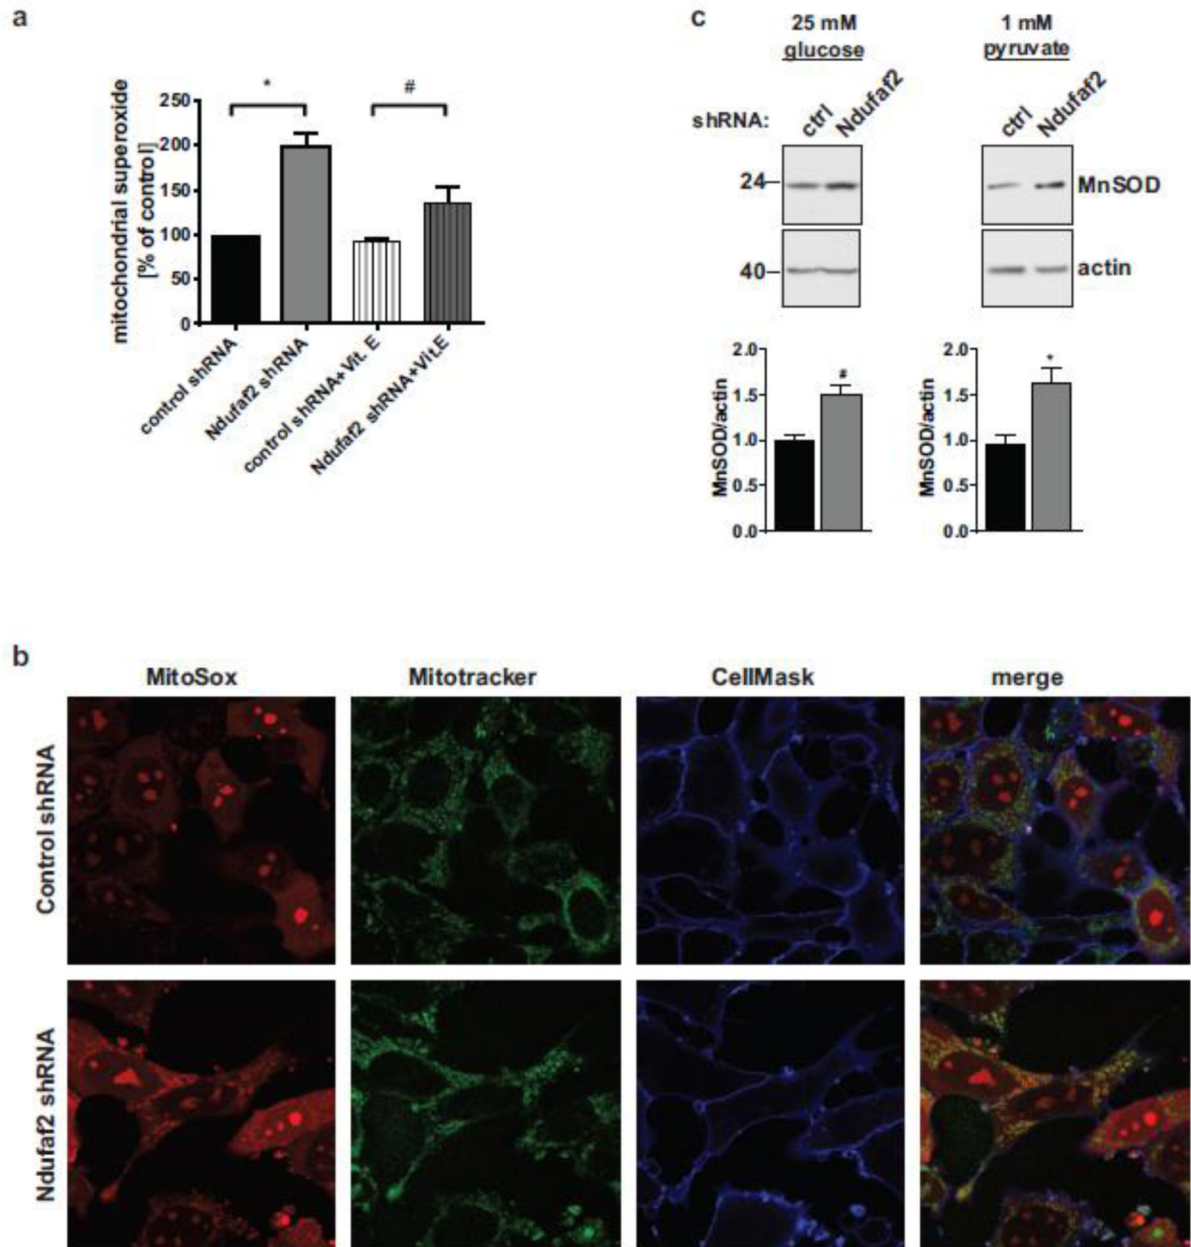 a
mitochondrial superoxide
[% of control]
250
200
150
100
50
0
*
#
control shRNA
Ndufaf2 shRNA
control shRNA+Vit. E
Ndufaf2 shRNA+Vit.E
c
25 mM
glucose
1 mM
pyruvate
shRNA:
ctrl
Ndufaf2
ctrl
Ndufaf2
24
MnSOD
40
actin
MnSOD/actin
2.0
1.5
1.0
0.5
0.0
#
MnSOD/actin
2.0
1.5
1.0
0.5
0.0
*
b
MitoSox
Mitotracker
CellMask
merge
Control shRNA
Ndufaf2 shRNA